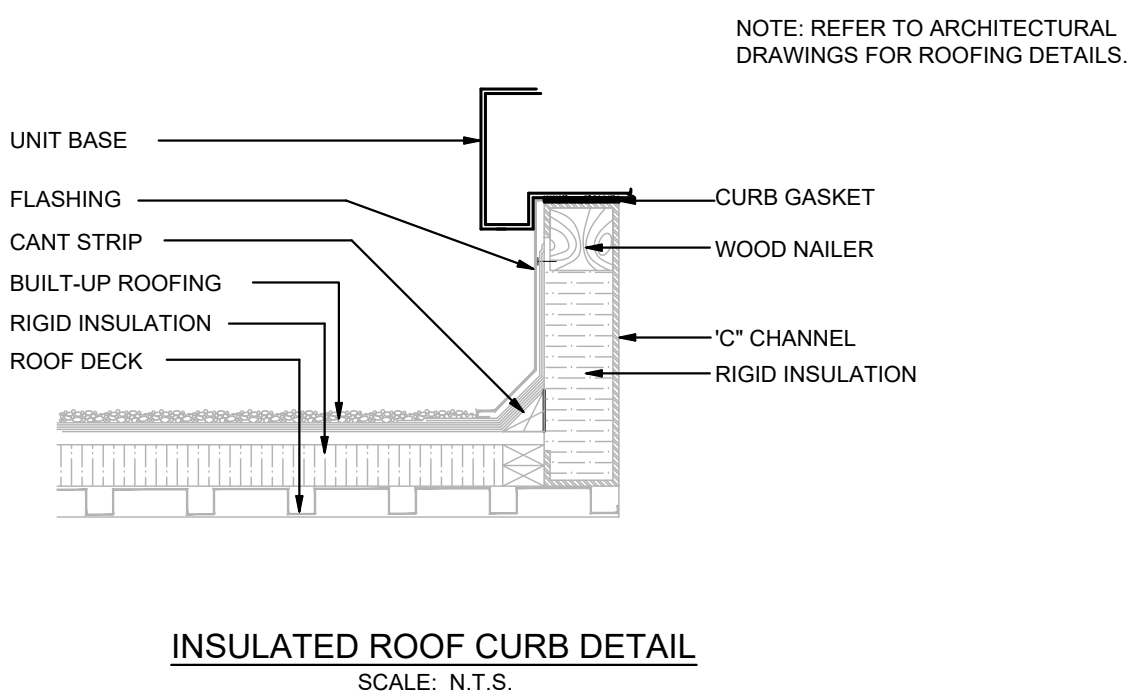 NOTE: REFER TO ARCHITECTURAL
DRAWINGS FOR ROOFING DETAILS.
UNIT BASE
FLASHING
CANT STRIP
BUILT-UP ROOFING
RIGID INSULATION
ROOF DECK
CURB GASKET
WOOD NAILER
'C" CHANNEL
RIGID INSULATION
INSULATED ROOF CURB DETAIL
SCALE: N.T.S.